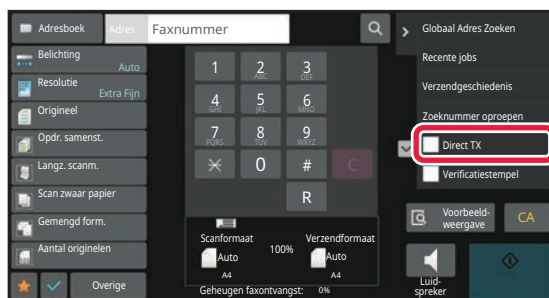 Adresboek
Adres
Faxnummer
Belichting
Auto
Resolutie
Extra Fijn
Origineel
Opdr. samenst.
Langz. scanm.
Scan zwaar papier
Gemengd form.
Aantal originelen
Overige
1
2
ABC
3
DEF
4
GHI
5
JKL
6
MNO
7
PQRS
8
TUV
9
WXYZ
0
#
C
R
Scanformaat
Auto
A4
100%
Verzendformaat
Auto
A4
Geheugen faxontvangst: 0%
Globaal Adres Zoeken
Recente jobs
Verzendgeschiedenis
Zoeknummer oproepen
Direct TX
Verificatiestempel
Voorbeeld-
weergave
CA
Luid-
spreker